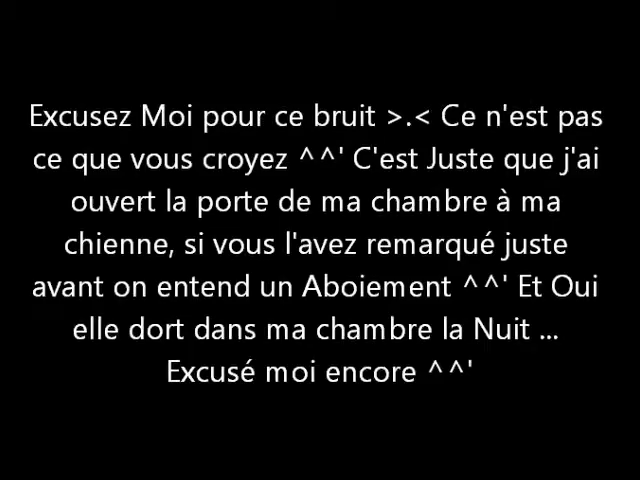 Excusez Moi pour ce bruit >.< Ce n'est pas
ce que vous croyez ^^' C'est Juste que j'ai
ouvert la porte de ma chambre à ma
chienne, si vous l'avez remarqué juste
avant on entend un Aboiement ^^' Et Oui
elle dort dans ma chambre la Nuit ...
Excusé moi encore ^^'